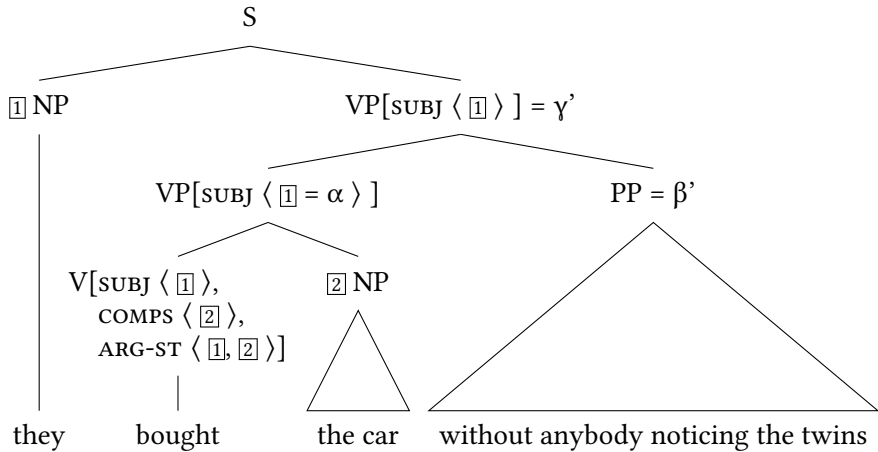 S
1 NP VP[SUBJ ⟨ 1 ⟩ ] = γ’
VP[SUBJ ⟨ 1 = α ⟩ ] PP = β’
V[SUBJ ⟨ 1 ⟩, 2 NP
COMPS ⟨ 2 ⟩,
ARG-ST ⟨ 1, 2 ⟩]
they bought the car without anybody noticing the twins